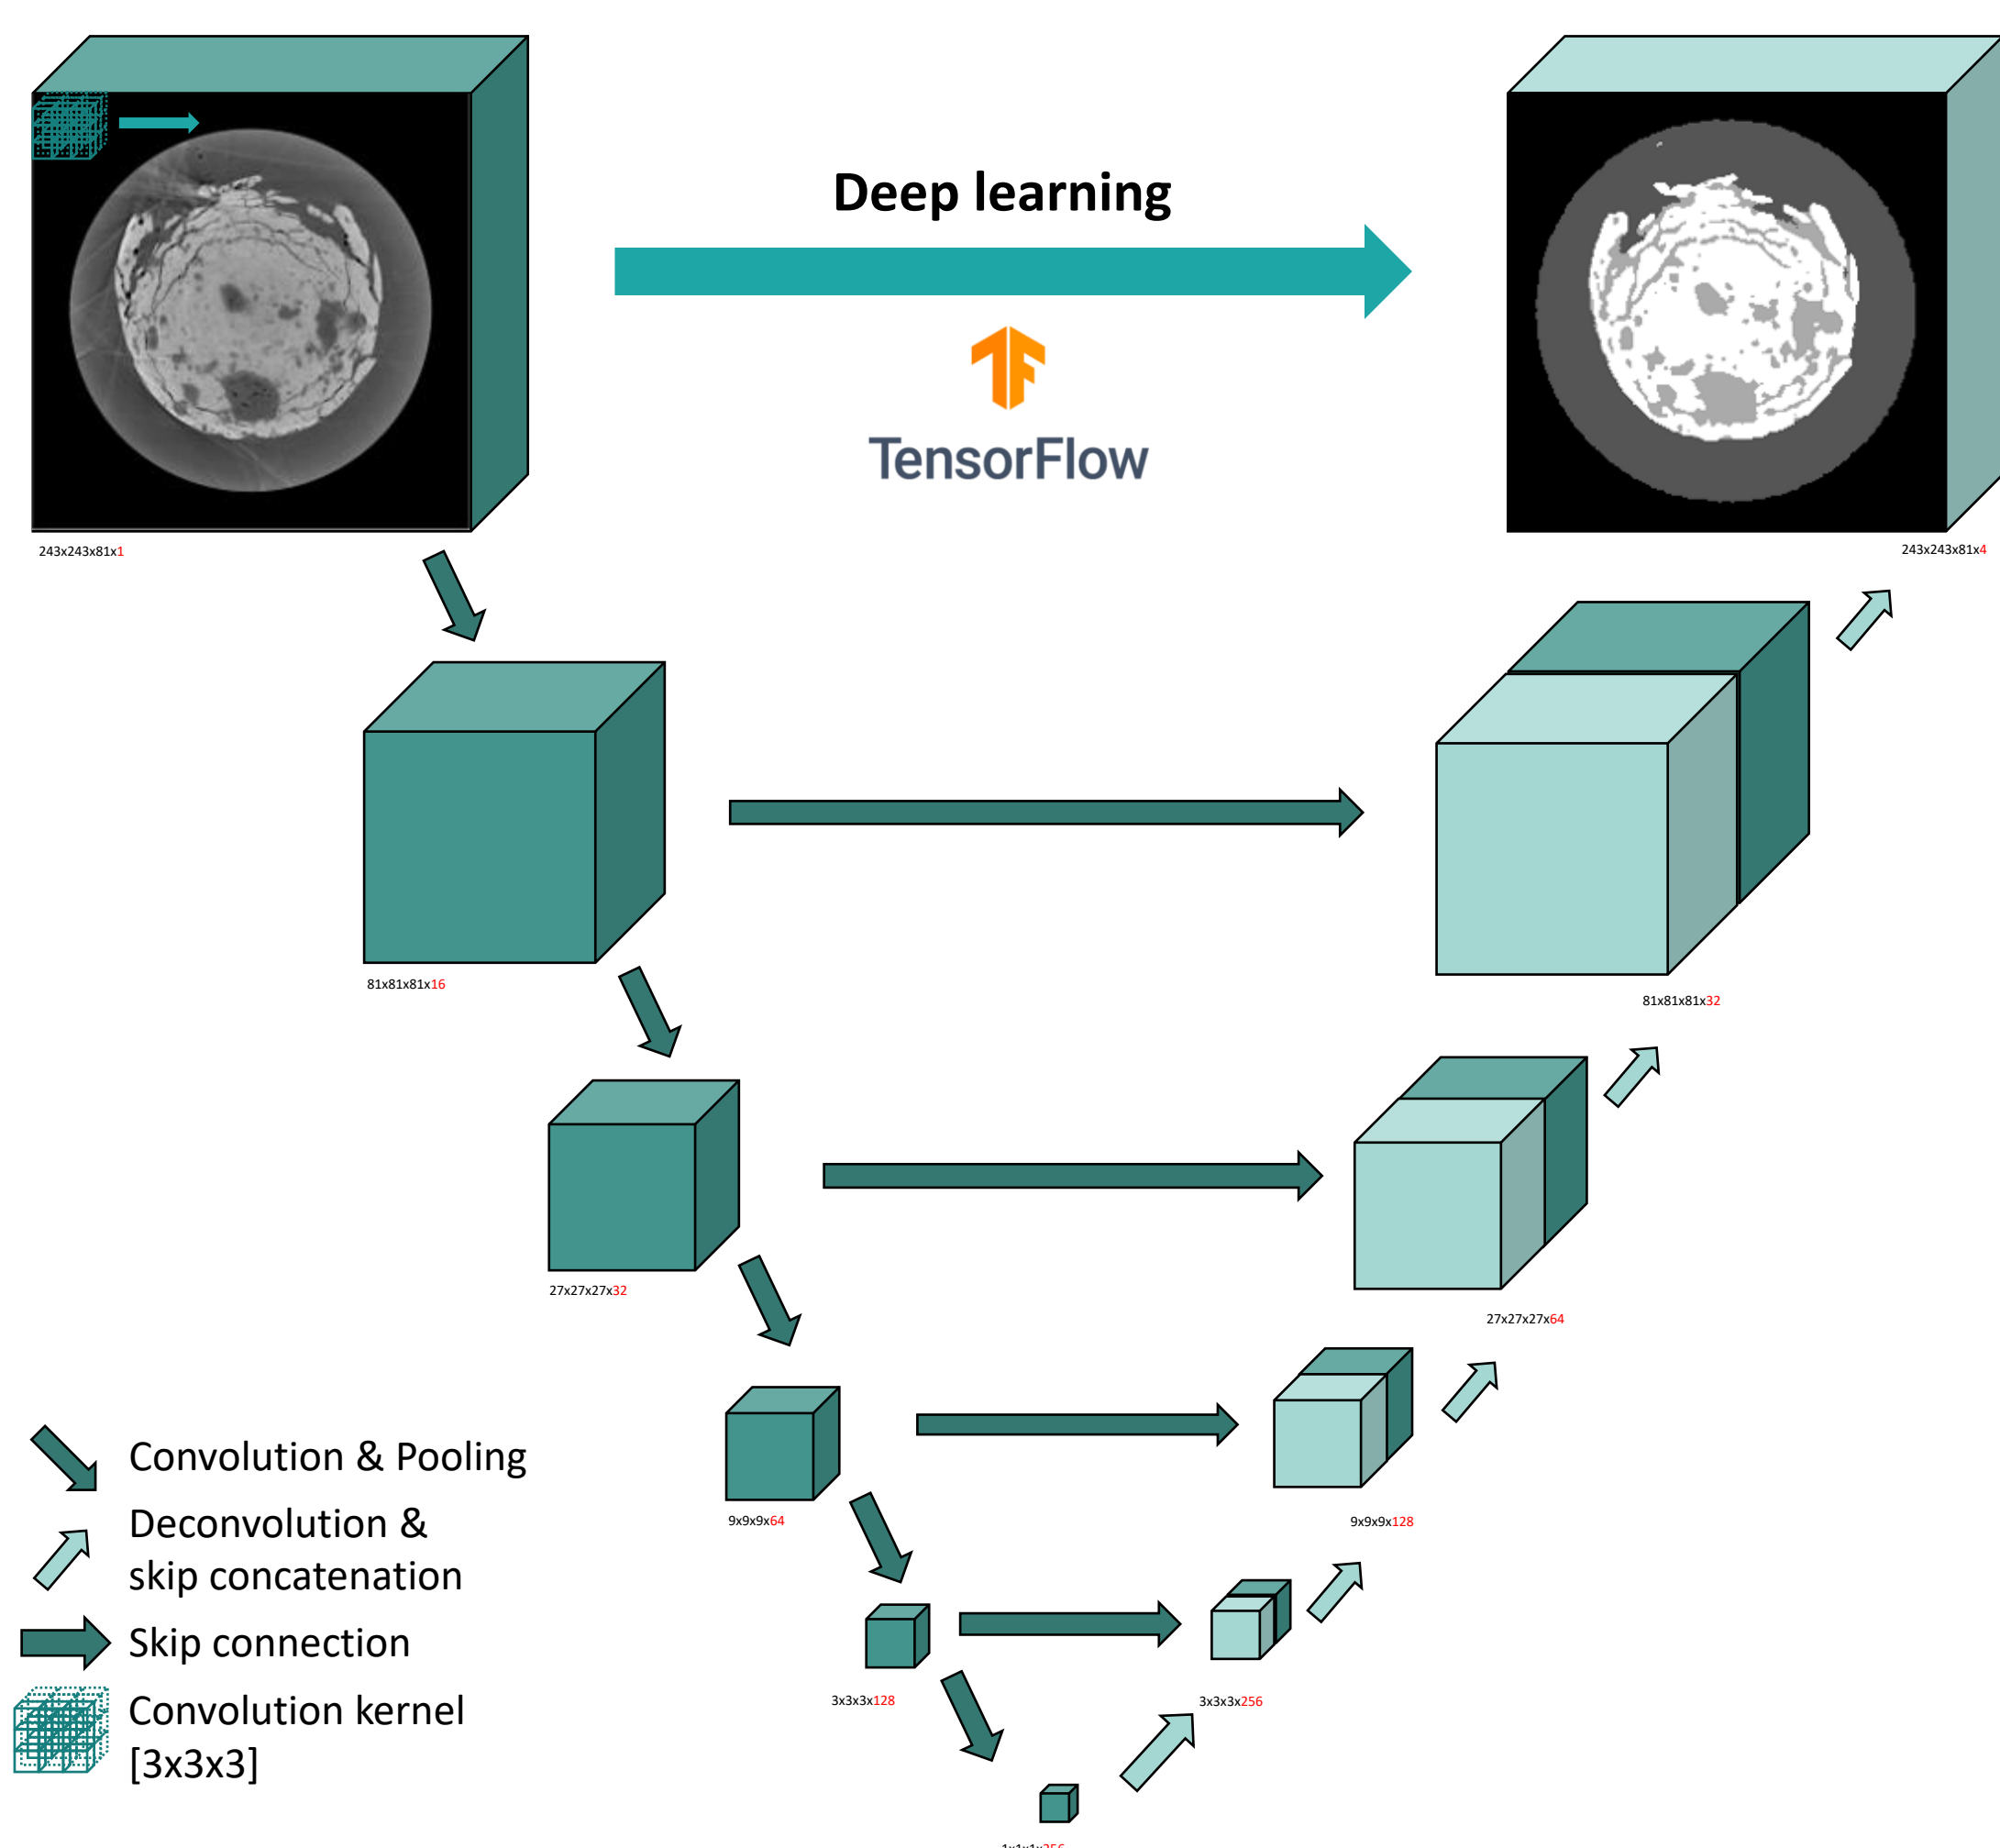 Deep learning
TensorFlow
243x243x81x1
243x243x81x4
81x81x81x16
81x81x81x32
27x27x27x32
27x27x27x64
9x9x9x64
9x9x9x128
3x3x3x128
3x3x3x256
1x1x1x256
Convolution & Pooling
Deconvolution &
skip concatenation
Skip connection
Convolution kernel
[3x3x3]